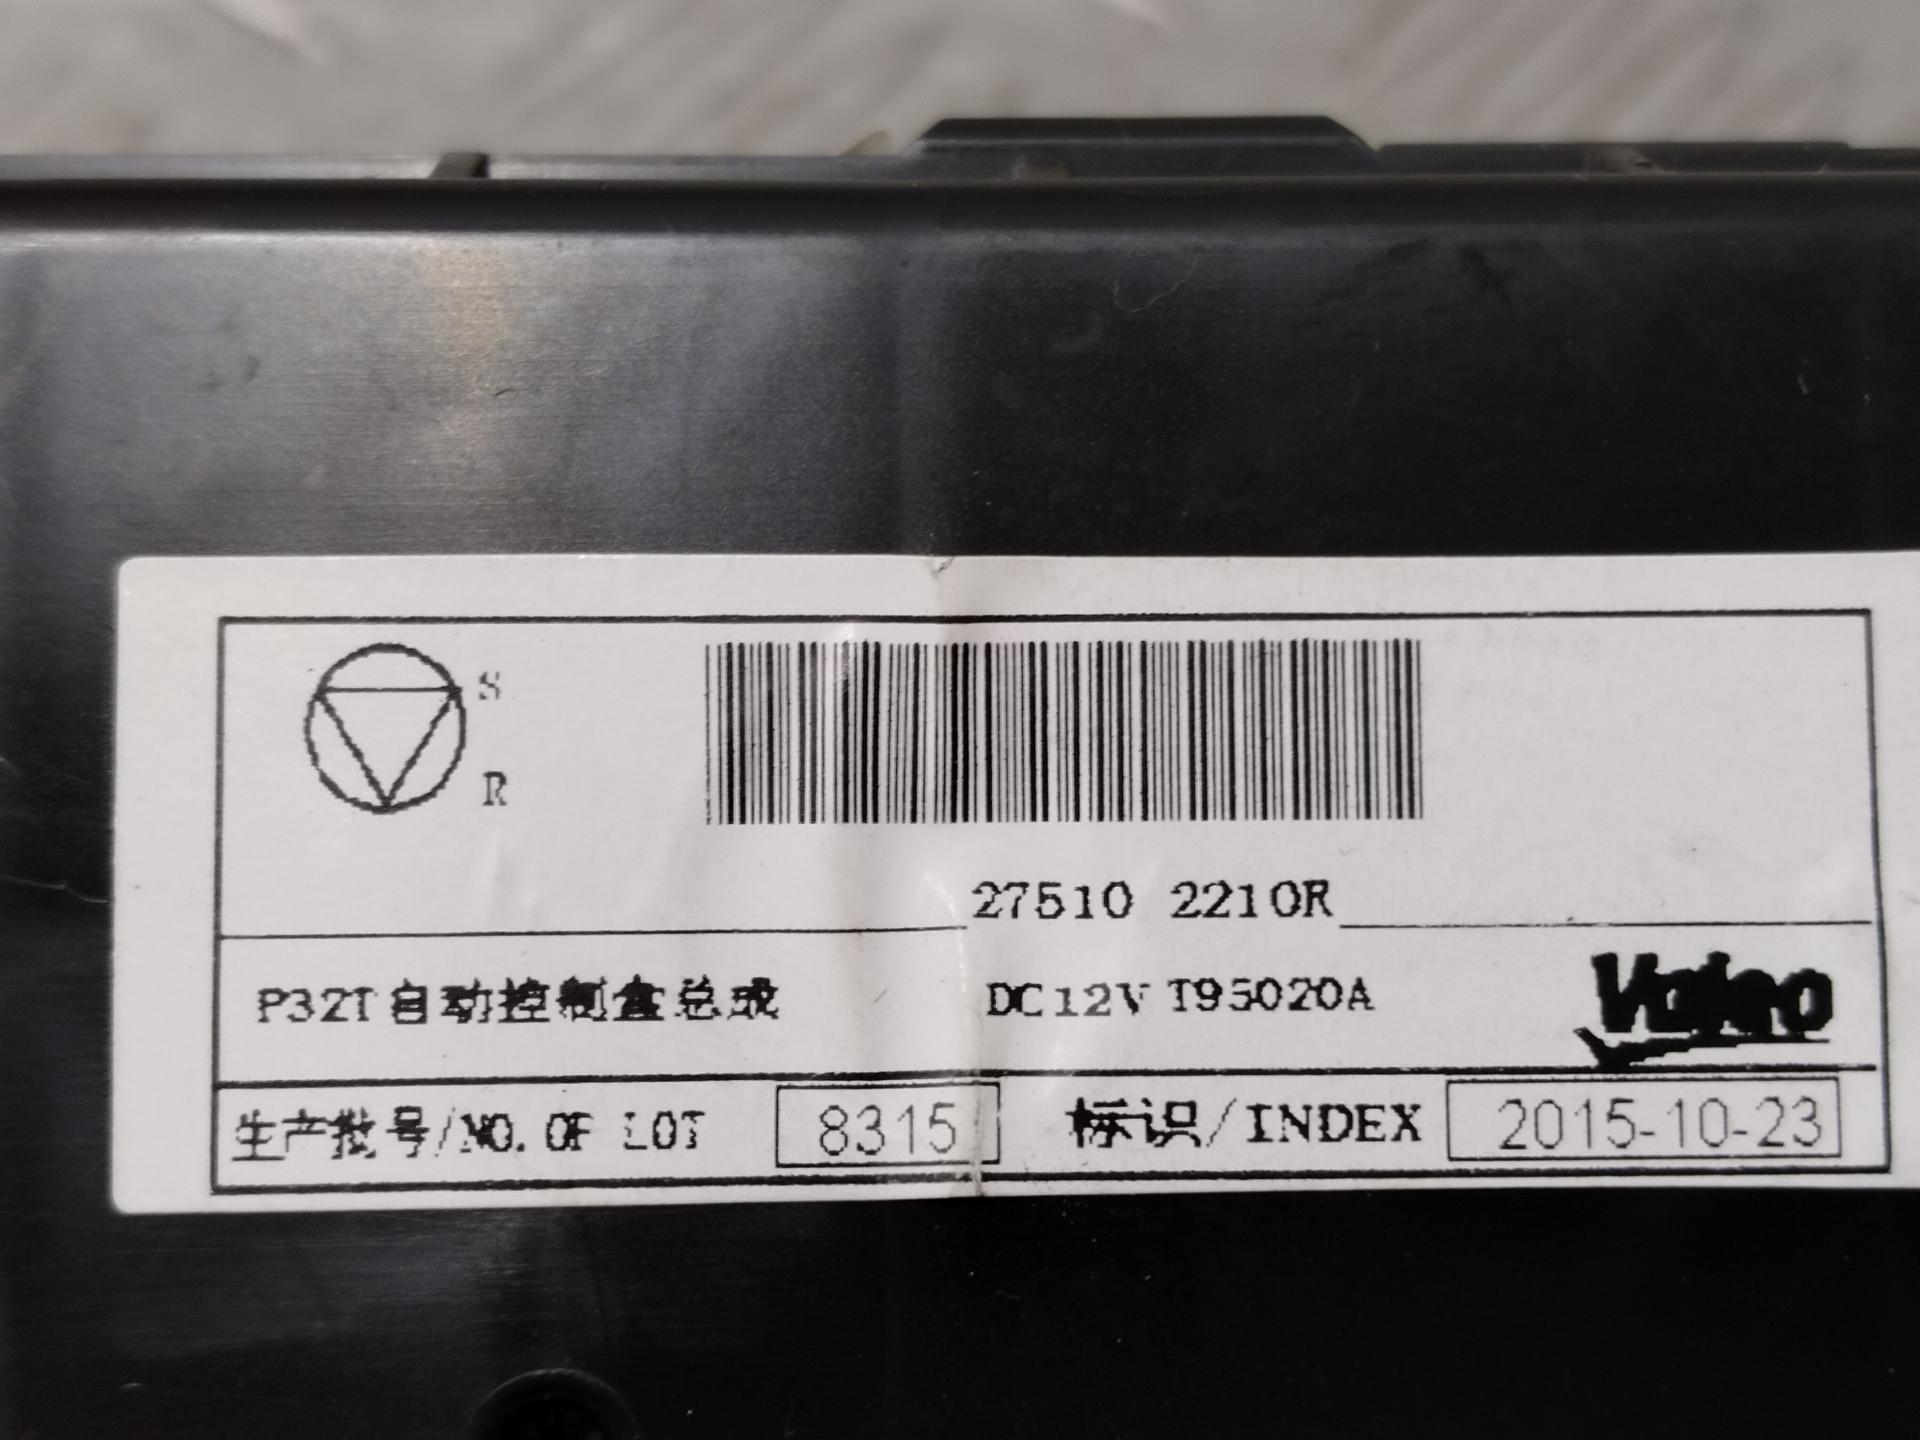 S
R
27510 2210R
P32T自动控制盒总成 DC12V T95020A Valeo
生产批号/NO. OF LOT 8315 标识/INDEX 2015-10-23